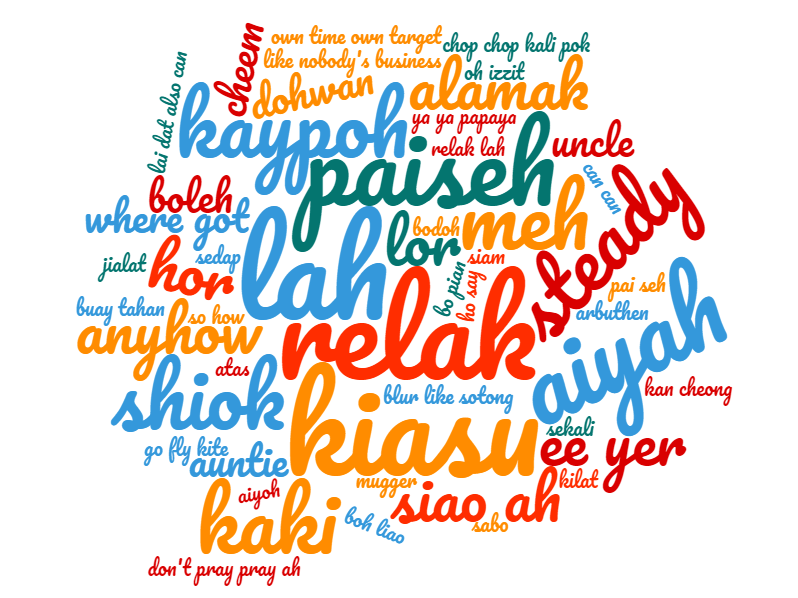 own time own target
chop chop kali pok
like nobody's business
oh izzit
cheem
dohwan
alamak
lai dat also can
kaypoh
ya ya papaya
relak lah
uncle
paiseh
can can
boleh
where got
lah
lor
bodoh
meh
steady
jialat
hor
sedap
siam
bo pian
ho say
relak
pai seh
arbuthen
buay tahan
so how
anyhow
aiyah
atas
shiok
blur like sotong
kan cheong
kiasu
sekali
ee yer
go fly kite
auntie
mugger
kilat
aiyoh
kaki
siao ah
boh liao
sabo
don't pray pray ah